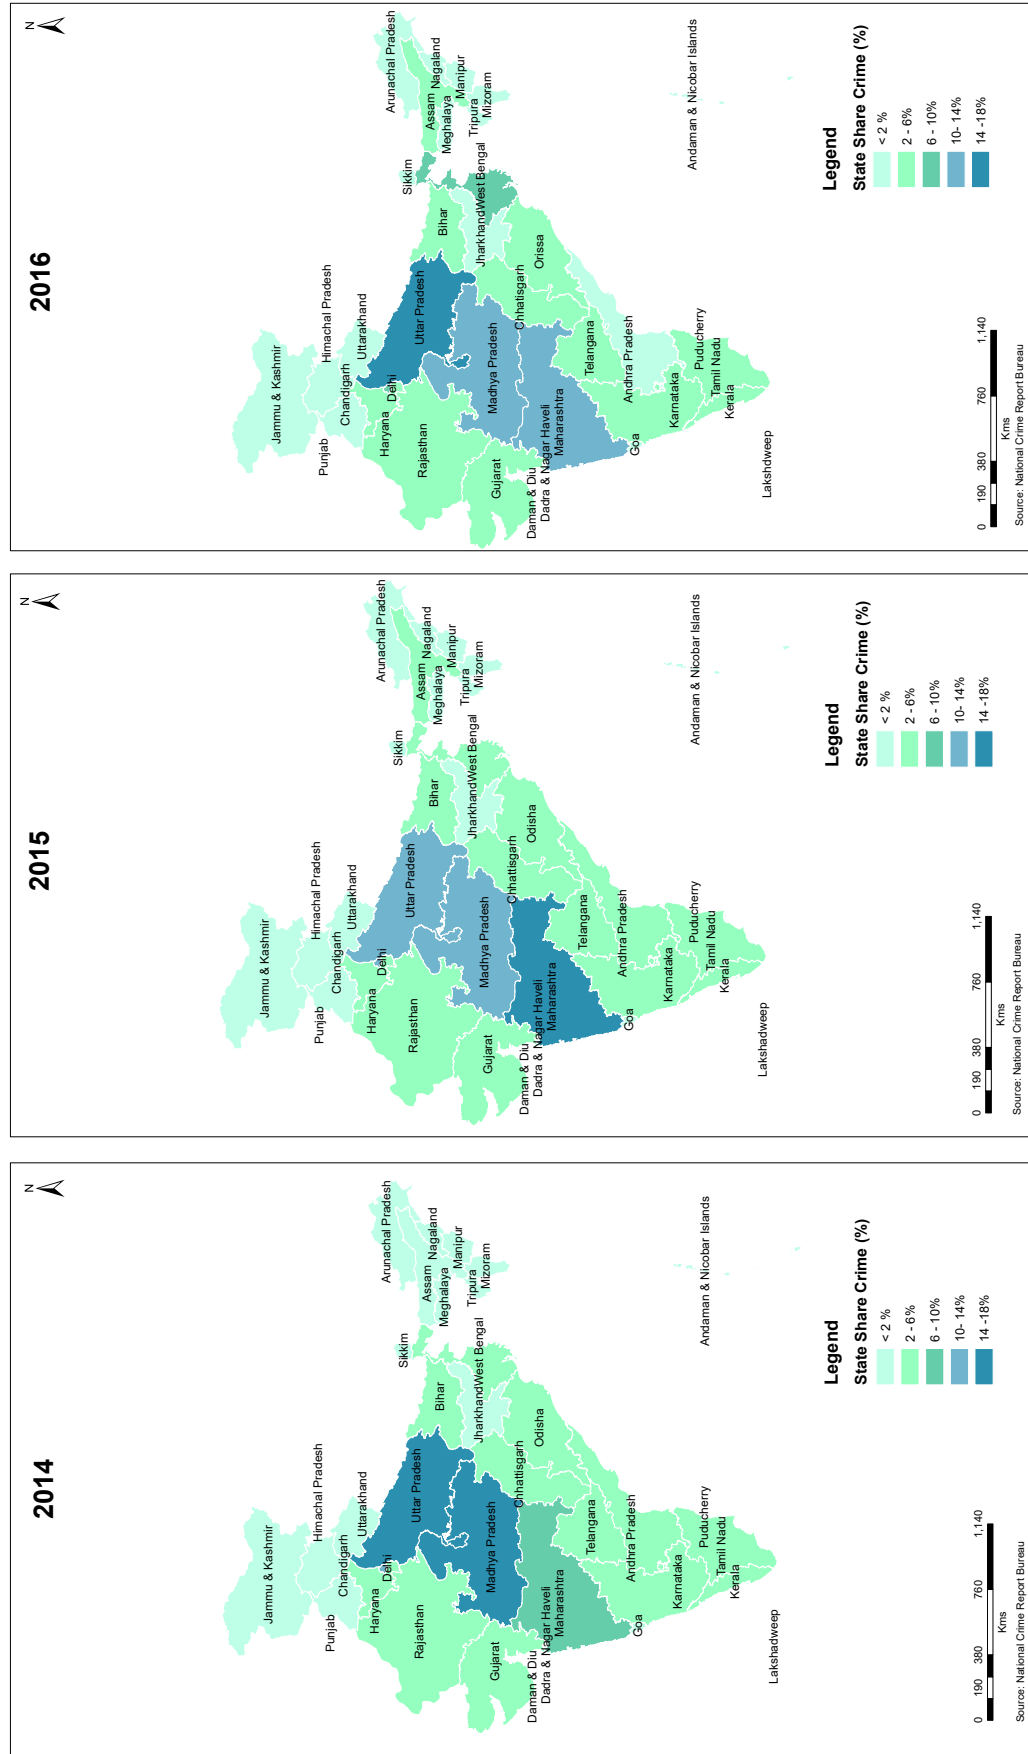 2014
N
Jammu & Kashmir
Himachal Pradesh
Punjab
Chandigarh
Uttarakhand
Haryana
Delhi
Arunachal Pradesh
Rajasthan
Uttar Pradesh
Sikkim
Assam
Nagaland
Bihar
Meghalaya
Manipur
Tripura
Mizoram
Gujarat
Madhya Pradesh
Jharkhand
West Bengal
Chhattisgarh
Odisha
Daman & Diu
Dadra & Nagar Haveli
Maharashtra
Telangana
Goa
Andhra Pradesh
Karnataka
Puducherry
Tamil Nadu
Kerala
Lakshadweep
Andaman & Nicobar Islands
Legend
State Share Crime (%)
< 2 %
2 - 6%
6 - 10%
10- 14%
14 -18%
0 190 380 760 1,140
Kms
Source: National Crime Report Bureau
2015
N
Jammu & Kashmir
Himachal Pradesh
Punjab
Chandigarh
Uttarakhand
Haryana
Delhi
Arunachal Pradesh
Rajasthan
Uttar Pradesh
Sikkim
Assam
Nagaland
Bihar
Meghalaya
Manipur
Tripura
Mizoram
Gujarat
Madhya Pradesh
Jharkhand
West Bengal
Chhattisgarh
Odisha
Daman & Diu
Dadra & Nagar Haveli
Maharashtra
Telangana
Goa
Andhra Pradesh
Karnataka
Puducherry
Tamil Nadu
Kerala
Lakshadweep
Andaman & Nicobar Islands
Legend
State Share Crime (%)
< 2 %
2 - 6%
6 - 10%
10- 14%
14 -18%
0 190 380 760 1,140
Kms
Source: National Crime Report Bureau
2016
N
Jammu & Kashmir
Himachal Pradesh
Punjab
Chandigarh
Uttarakhand
Haryana
Delhi
Arunachal Pradesh
Rajasthan
Uttar Pradesh
Sikkim
Assam
Nagaland
Bihar
Meghalaya
Manipur
Tripura
Mizoram
Gujarat
Madhya Pradesh
Jharkhand
West Bengal
Chhatisgarh
Orissa
Daman & Diu
Dadra & Nagar Haveli
Maharashtra
Telangana
Goa
Andhra Pradesh
Karnataka
Puducherry
Tamil Nadu
Kerala
Lakshdweep
Andaman & Nicobar Islands
Legend
State Share Crime (%)
< 2 %
2 - 6%
6 - 10%
10- 14%
14 -18%
0 190 380 760 1,140
Kms
Source: National Crime Report Bureau